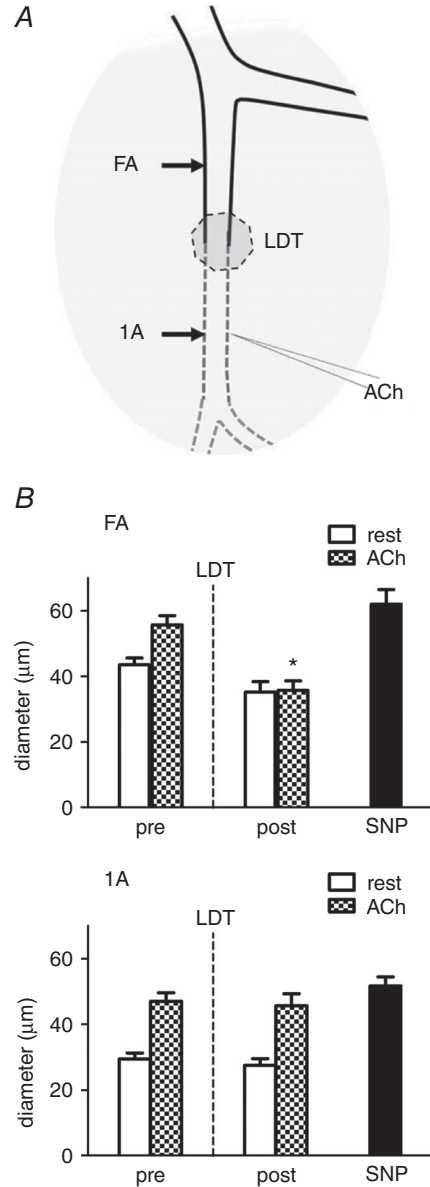 A
FA
LDT
1A
ACh
B
FA
rest
ACh
LDT
diameter (µm)
60
40
20
0
*
pre
post
SNP
1A
rest
ACh
LDT
diameter (µm)
60
40
20
0
pre
post
SNP